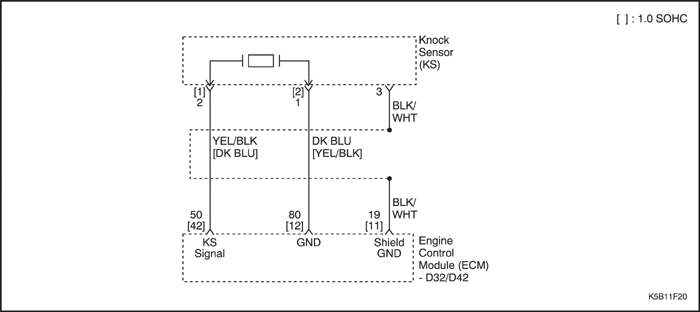 [ ] : 1.0 SOHC
Knock
Sensor
(KS)
[1]
2
[2]
1
3
BLK/
WHT
YEL/BLK
[DK BLU]
DK BLU
[YEL/BLK]
BLK/
WHT
50
[42]
80
[12]
19
[11]
KS
Signal
GND
Shield
GND
Engine
Control
Module (ECM)
- D32/D42
K5B11F20